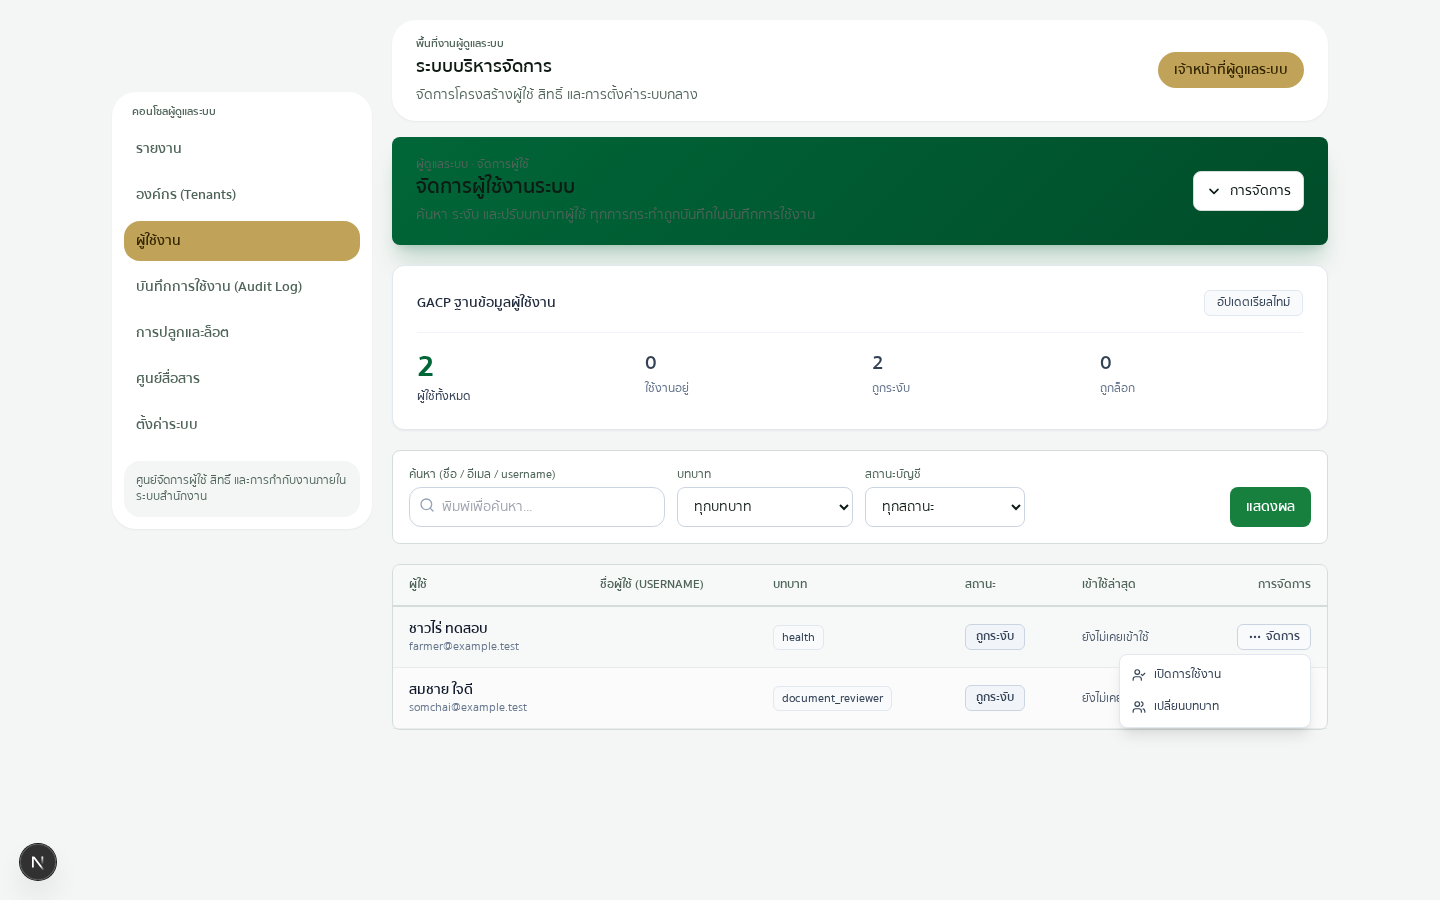 พื้นที่งานผู้ดูแลระบบ
ระบบบริหารจัดการ
จัดการโครงสร้างผู้ใช้ สิทธิ์ และการตั้งค่าระบบกลาง
เจ้าหน้าที่ผู้ดูแลระบบ
คอนโซลผู้ดูแลระบบ
รายงาน
องค์กร (Tenants)
ผู้ใช้งาน
บันทึกการใช้งาน (Audit Log)
การปลูกและล็อต
ศูนย์สื่อสาร
ตั้งค่าระบบ
ศูนย์จัดการผู้ใช้ สิทธิ์ และการกำกับงานภายใน
ระบบสำนักงาน
ผู้ดูแลระบบ · จัดการผู้ใช้
จัดการผู้ใช้งานระบบ
ค้นหา ระงับ และปรับบทบาทผู้ใช้ ทุกการกระทำถูกบันทึกในบันทึกการใช้งาน
การจัดการ
GACP ฐานข้อมูลผู้ใช้งาน
อัปเดตเรียลไทม์
2
ผู้ใช้ทั้งหมด
0
ใช้งานอยู่
2
ถูกระงับ
0
ถูกล็อก
ค้นหา (ชื่อ / อีเมล / username)
บทบาท
สถานะบัญชี
พิมพ์เพื่อค้นหา...
ทุกบทบาท
ทุกสถานะ
แสดงผล
ผู้ใช้ ชื่อผู้ใช้ (USERNAME) บทบาท สถานะ เข้าใช้ล่าสุด การจัดการ
ชาวไร่ ทดสอบ
farmer@example.test
health
ถูกระงับ
ยังไม่เคยเข้าใช้
จัดการ
สมชาย ใจดี
somchai@example.test
document_reviewer
ถูกระงับ
ยังไม่เคย
เปิดการใช้งาน
เปลี่ยนบทบาท
N